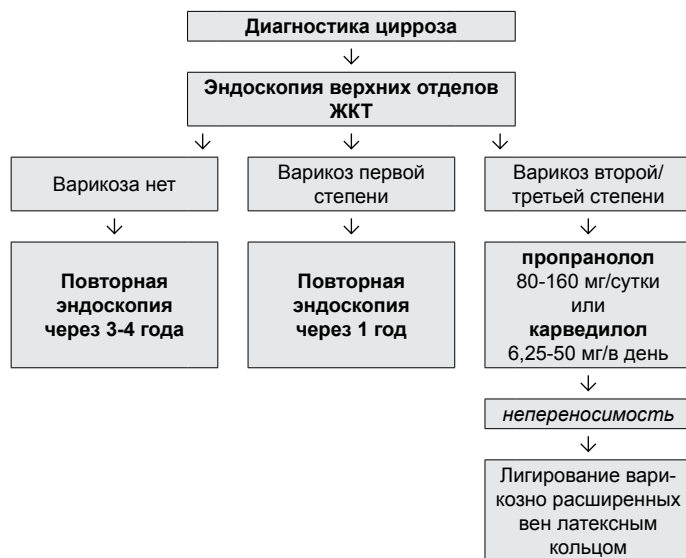 Диагностика цирроза
Эндоскопия верхних отделов
ЖКТ
Варикоза нет
Варикоз первой
степени
Варикоз второй/
третьей степени
Повторная
эндоскопия
через 3-4 года
Повторная
эндоскопия
через 1 год
пропранолол
80-160 мг/сутки
или
карведилол
6,25-50 мг/в день
непереносимость
Лигирование вари-
козно расширенных
вен латексным
кольцом